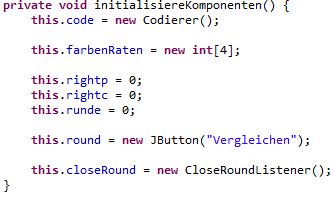 private void initialisiereKomponenten() {
this.code = new Codierer();
this.farbenRaten = new int[4];
this.rightp = 0;
this.rightc = 0;
this.runde = 0;
this.round = new JButton("Vergleichen");
this.closeRound = new CloseRoundListener();
}